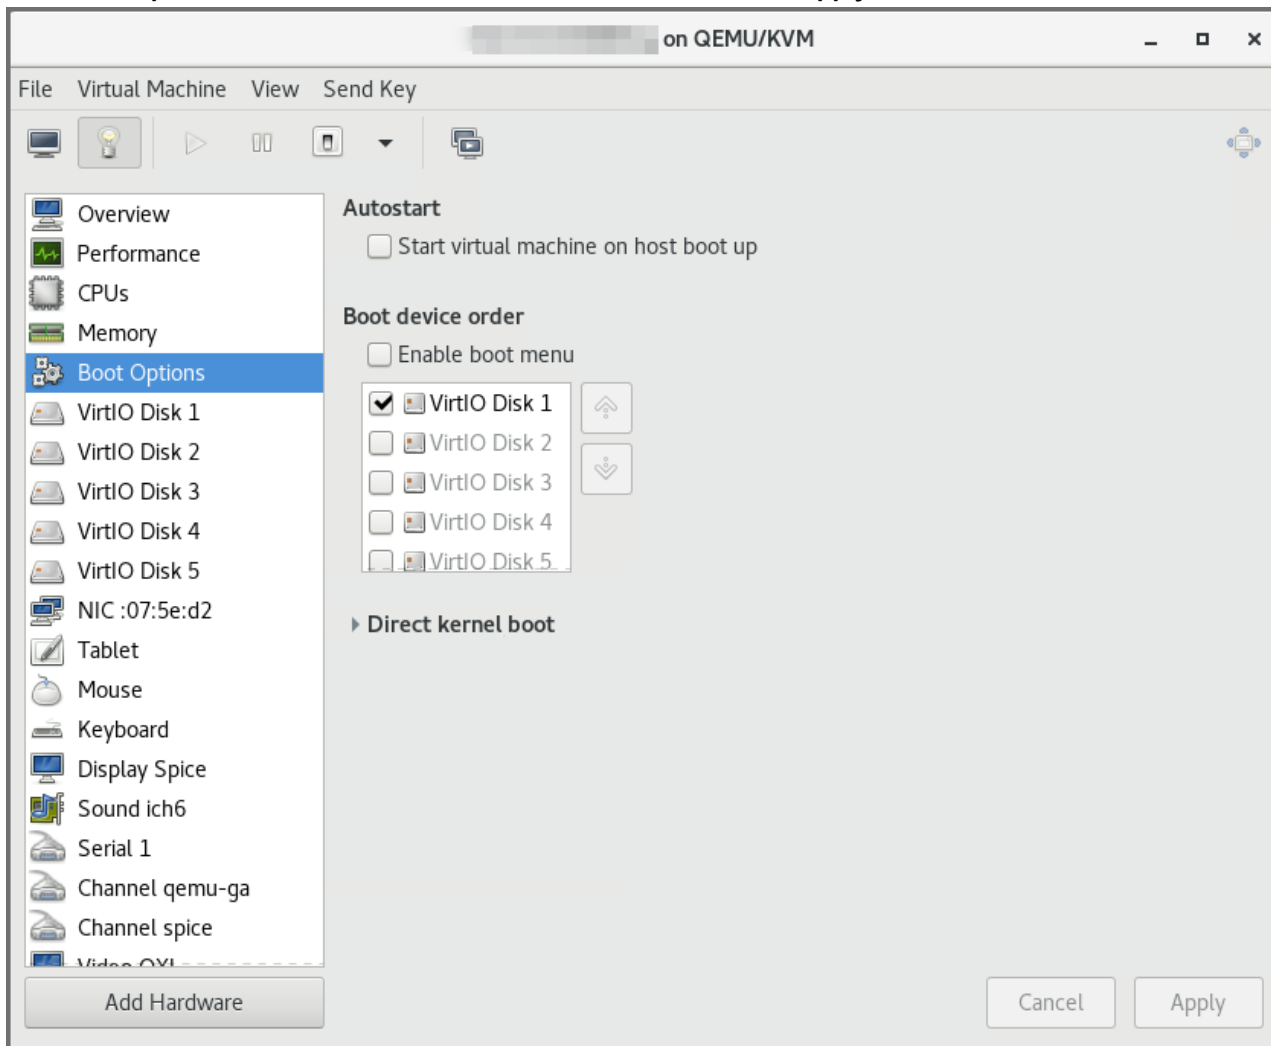 on QEMU/KVM
File Virtual Machine View Send Key
Overview
Performance
CPUs
Memory
Boot Options
VirtIO Disk 1
VirtIO Disk 2
VirtIO Disk 3
VirtIO Disk 4
VirtIO Disk 5
NIC :07:5e:d2
Tablet
Mouse
Keyboard
Display Spice
Sound ich6
Serial 1
Channel qemu-ga
Channel spice
Video QXL
Add Hardware
Autostart
Start virtual machine on host boot up
Boot device order
Enable boot menu
VirtIO Disk 1
VirtIO Disk 2
VirtIO Disk 3
VirtIO Disk 4
VirtIO Disk 5
Direct kernel boot
Cancel Apply